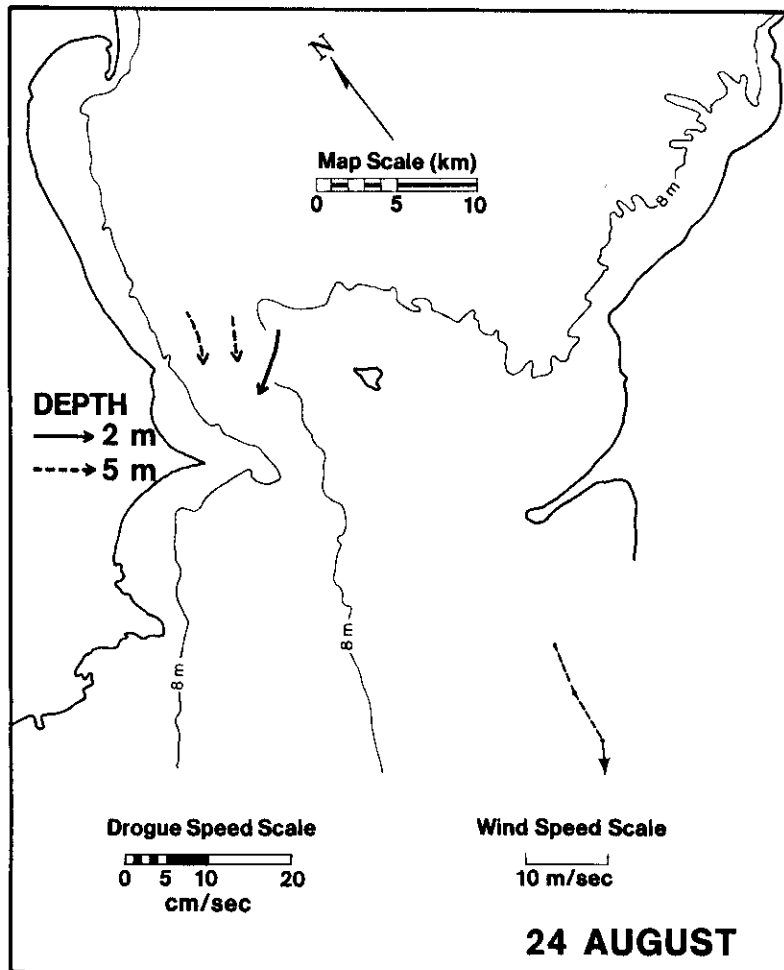 N
Map Scale (km)
0 5 10
8 m
DEPTH
2 m
5 m
8 m
8 m
Drogue Speed Scale
0 5 10 20
cm/sec
Wind Speed Scale
10 m/sec
24 AUGUST